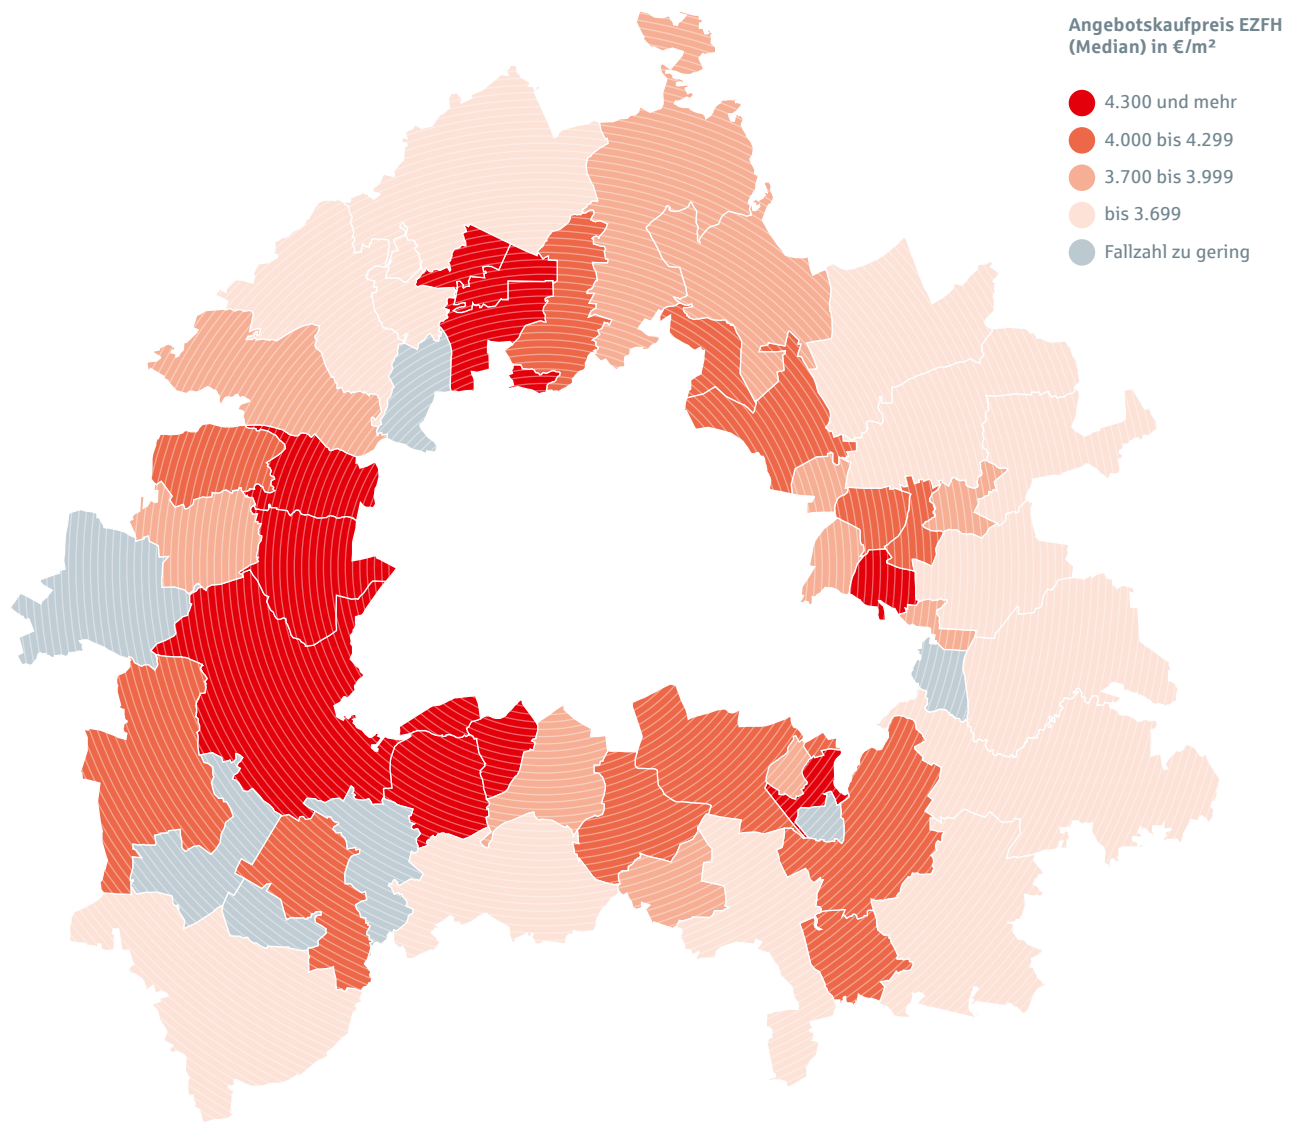 Angebotskaufpreis EZFH
(Median) in €/m²
4.300 und mehr
4.000 bis 4.299
3.700 bis 3.999
bis 3.699
Fallzahl zu gering